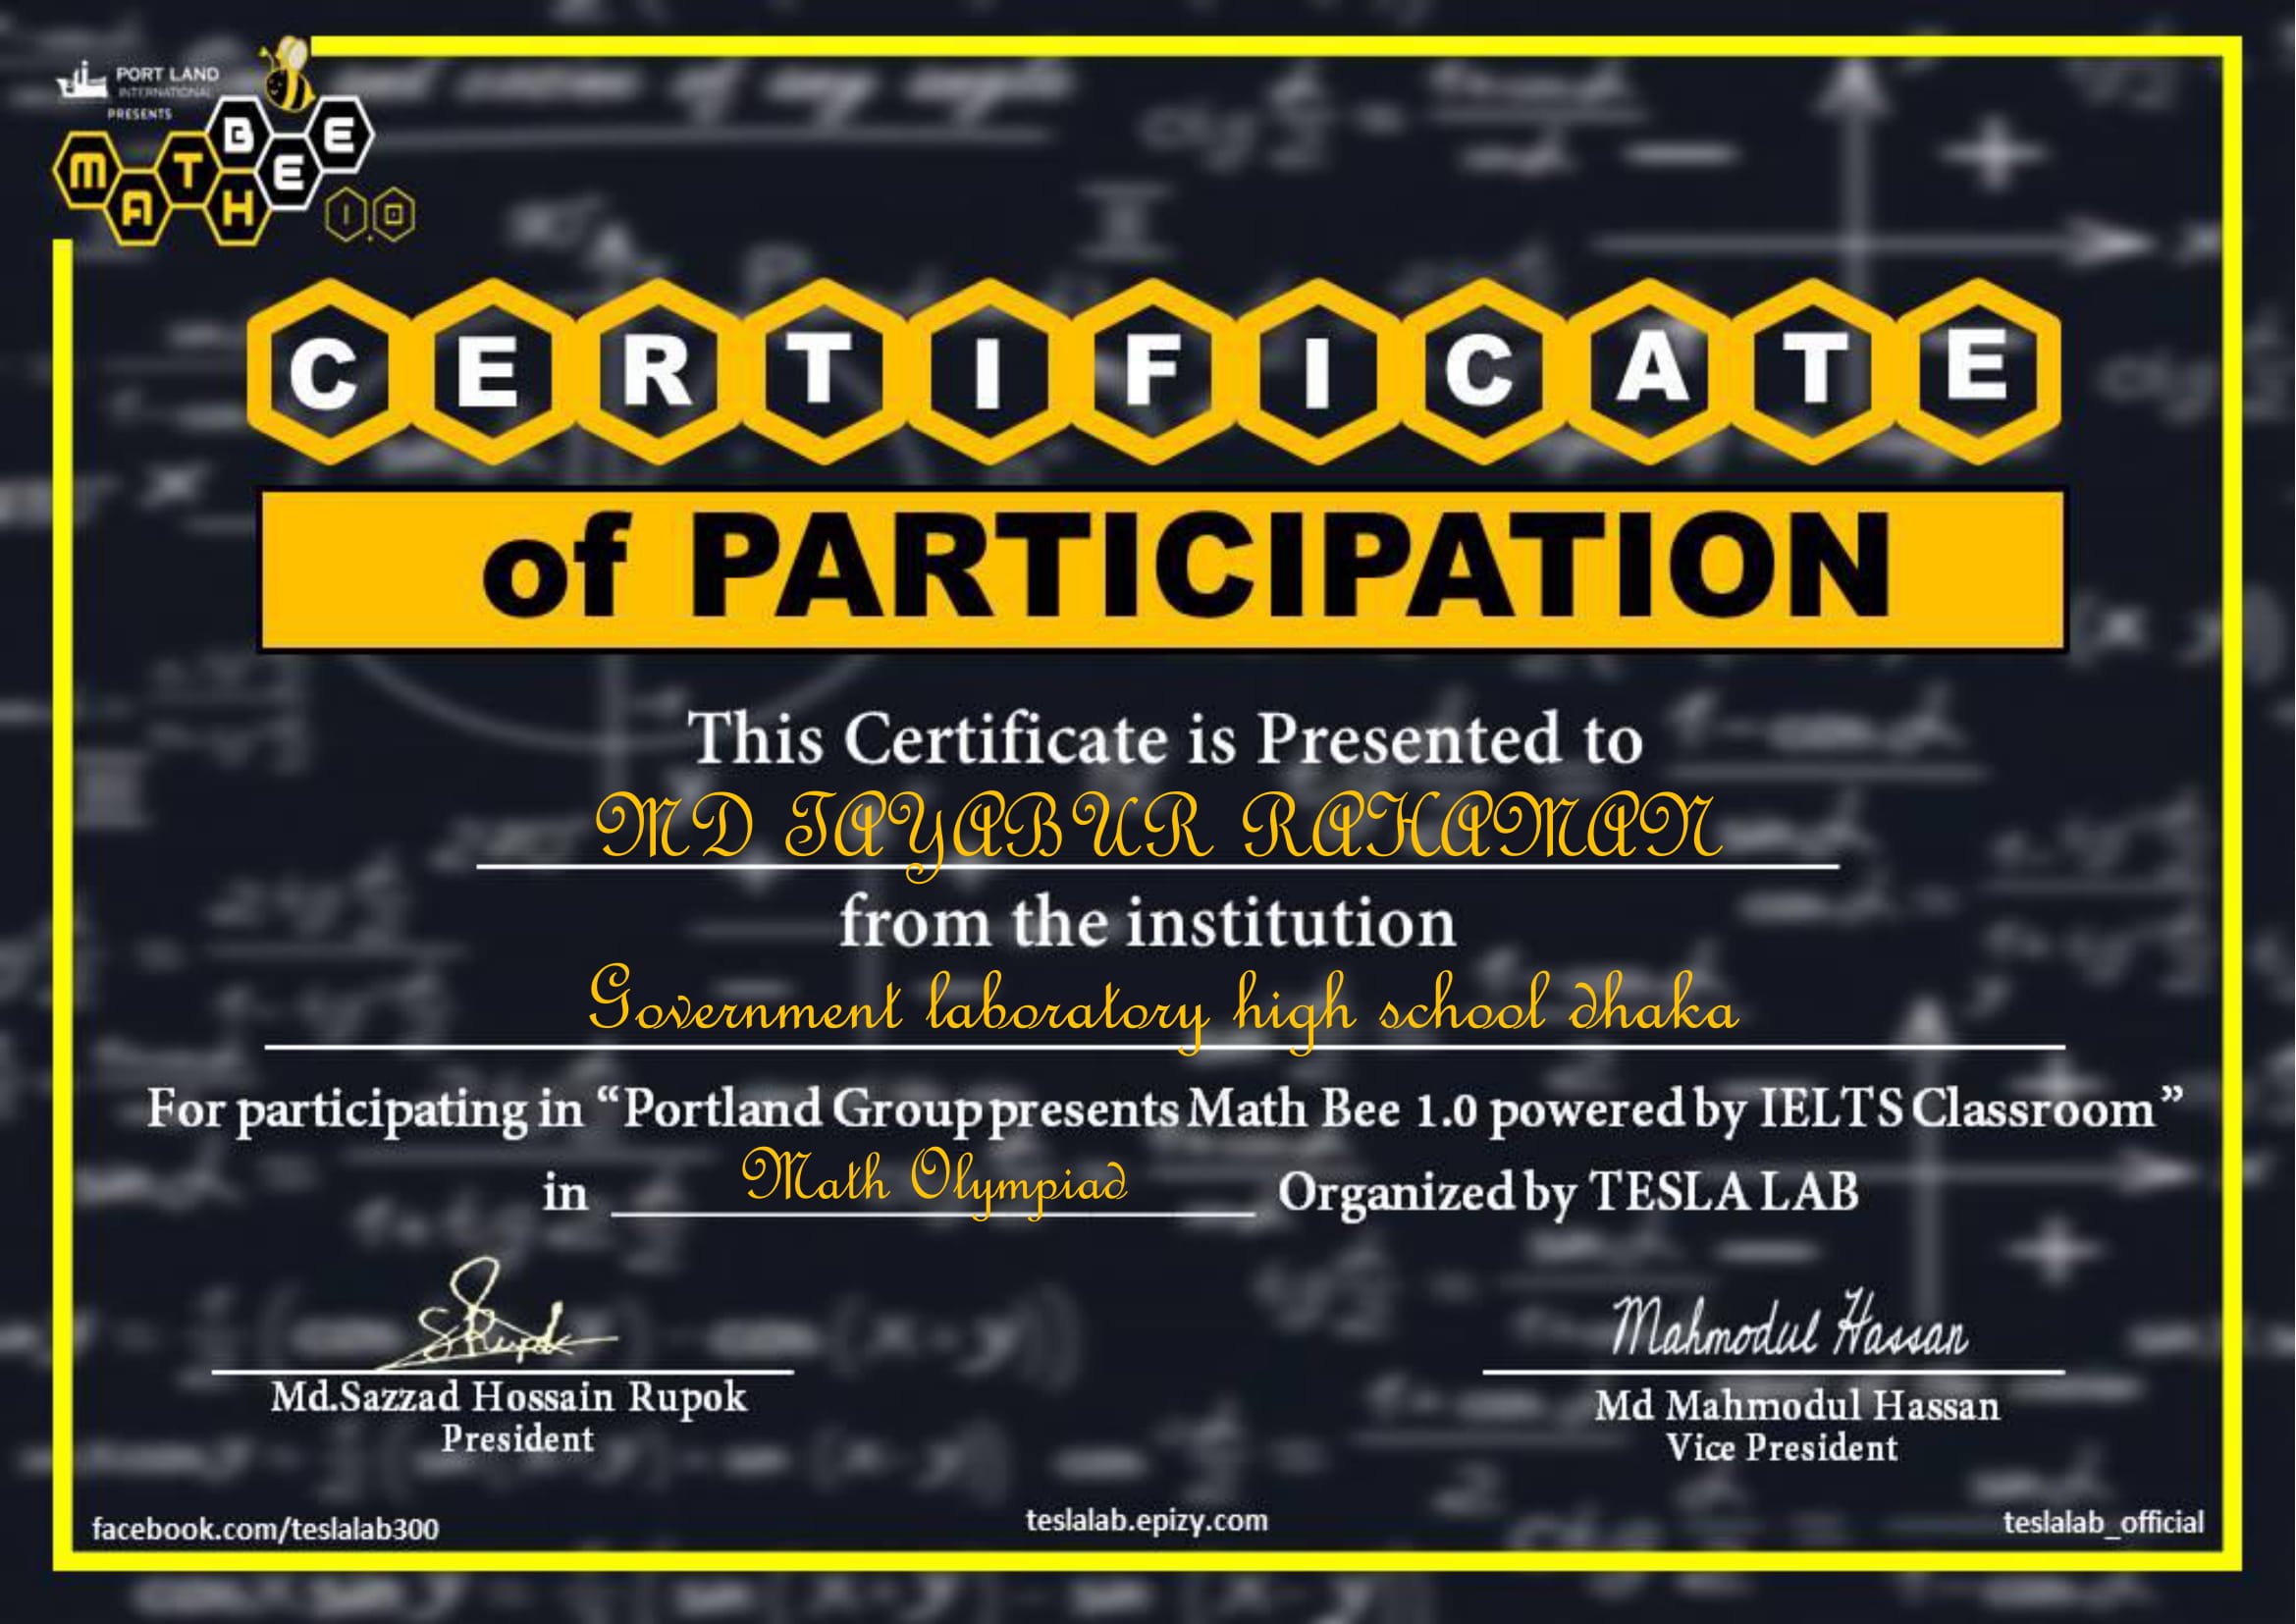 PORT LAND
INTERNATIONAL
PRESENTS
MATH BEE 1.0
CERTIFICATE
of PARTICIPATION
This Certificate is Presented to
MD TAYABUR RAHAMAN
from the institution
Government laboratory high school dhaka
For participating in “Portland Group presents Math Bee 1.0 powered by IELTS Classroom”
in Math Olympiad Organized by TESLA LAB
SRupok
Mahmodul Hassan
Md.Sazzad Hossain Rupok
President
Md Mahmodul Hassan
Vice President
facebook.com/teslalab300
teslalab.epizy.com
teslalab_official